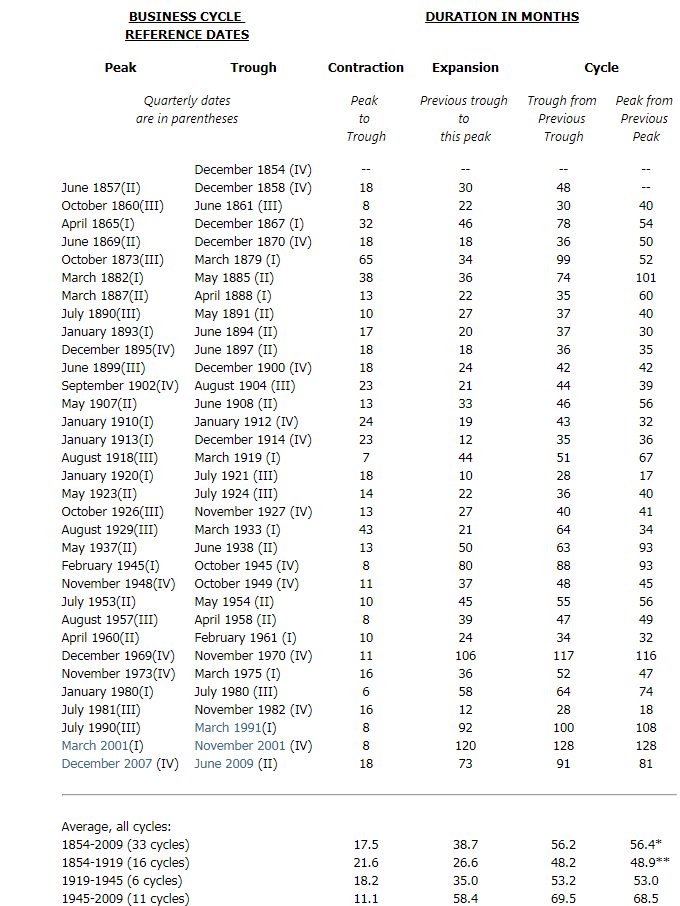 BUSINESS CYCLE DURATION IN MONTHS
REFERENCE DATES
Peak Trough Contraction Expansion Cycle
Quarterly dates Peak Previous trough Trough from Peak from
are in parentheses to to Previous Previous
Trough this peak Trough Peak
December 1854 (IV) -- -- -- --
June 1857(II) December 1858 (IV) 18 30 48 --
October 1860(III) June 1861 (III) 8 22 30 40
April 1865(I) December 1867 (I) 32 46 78 54
June 1869(II) December 1870 (IV) 18 18 36 50
October 1873(III) March 1879 (I) 65 34 99 52
March 1882(I) May 1885 (II) 38 36 74 101
March 1887(II) April 1888 (I) 13 22 35 60
July 1890(III) May 1891 (II) 10 27 37 40
January 1893(I) June 1894 (II) 17 20 37 30
December 1895(IV) June 1897 (II) 18 18 36 35
June 1899(III) December 1900 (IV) 18 24 42 42
September 1902(IV) August 1904 (III) 23 21 44 39
May 1907(II) June 1908 (II) 13 33 46 56
January 1910(I) January 1912 (IV) 24 19 43 32
January 1913(I) December 1914 (IV) 23 12 35 36
August 1918(III) March 1919 (I) 7 44 51 67
January 1920(I) July 1921 (III) 18 10 28 17
May 1923(II) July 1924 (III) 14 22 36 40
October 1926(III) November 1927 (IV) 13 27 40 41
August 1929(III) March 1933 (I) 43 21 64 34
May 1937(II) June 1938 (II) 13 50 63 93
February 1945(I) October 1945 (IV) 8 80 88 93
November 1948(IV) October 1949 (IV) 11 37 48 45
July 1953(II) May 1954 (II) 10 45 55 56
August 1957(III) April 1958 (II) 8 39 47 49
April 1960(II) February 1961 (I) 10 24 34 32
December 1969(IV) November 1970 (IV) 11 106 117 116
November 1973(IV) March 1975 (I) 16 36 52 47
January 1980(I) July 1980 (III) 6 58 64 74
July 1981(III) November 1982 (IV) 16 12 28 18
July 1990(III) March 1991(I) 8 92 100 108
March 2001(I) November 2001 (IV) 8 120 128 128
December 2007 (IV) June 2009 (II) 18 73 91 81
Average, all cycles:
1854-2009 (33 cycles) 17.5 38.7 56.2 56.4*
1854-1919 (16 cycles) 21.6 26.6 48.2 48.9**
1919-1945 (6 cycles) 18.2 35.0 53.2 53.0
1945-2009 (11 cycles) 11.1 58.4 69.5 68.5